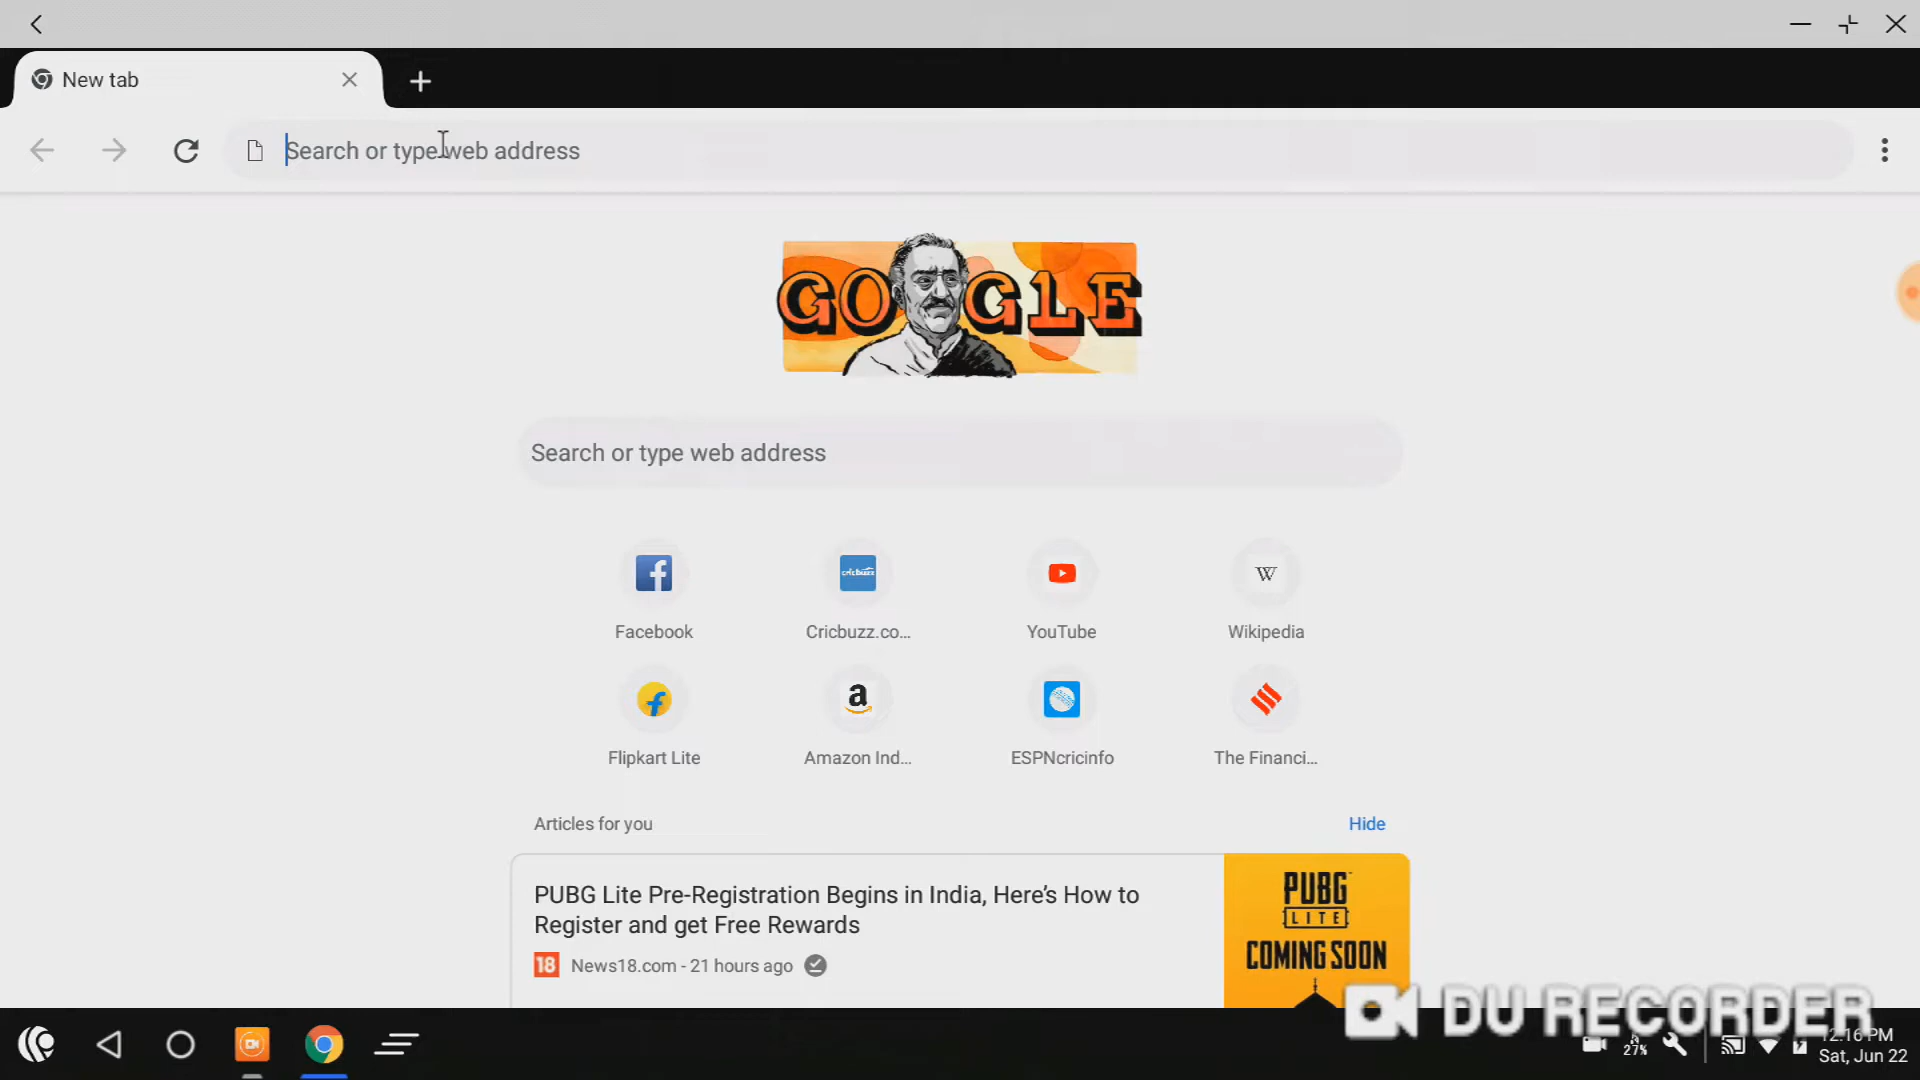 New tab
Search or type web address
GOOGLE
Search or type web address
Facebook
cricbuzz
Cricbuzz.co...
YouTube
W
Wikipedia
Flipkart Lite
a
Amazon Ind...
ESPNcricinfo
The Financi...
Articles for you
Hide
PUBG Lite Pre-Registration Begins in India, Here's How to
Register and get Free Rewards
18 News18.com - 21 hours ago
PUBG
LITE
COMING SOON
DU RECORDER
27%
12:16 PM
Sat, Jun 22